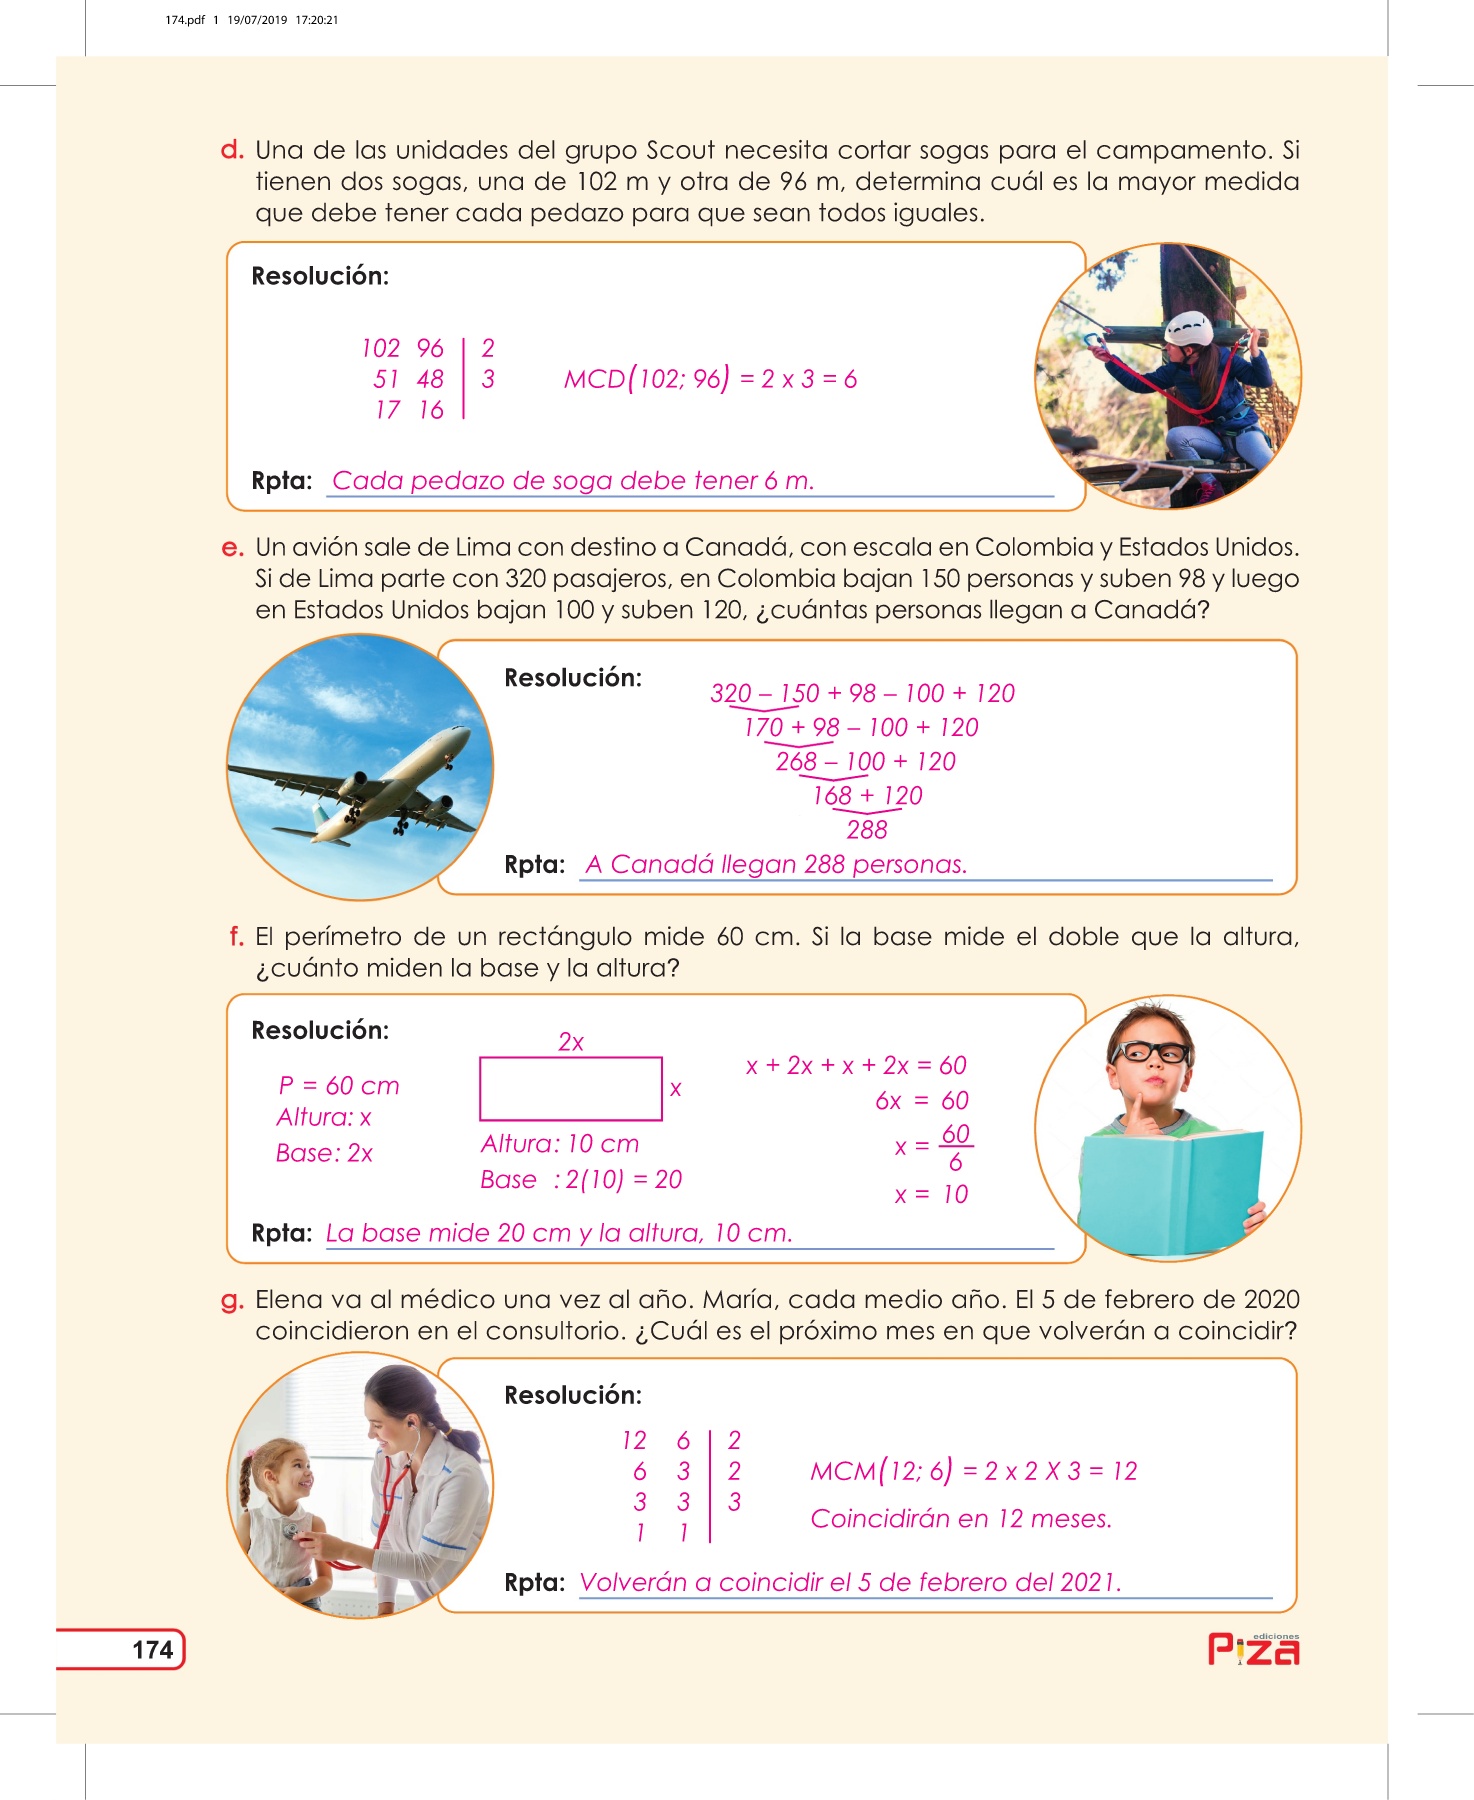 174.pdf 1 19/07/2019 17:20:21
d. Una de las unidades del grupo Scout necesita cortar sogas para el campamento. Si
tienen dos sogas, una de 102 m y otra de 96 m, determina cuál es la mayor medida
que debe tener cada pedazo para que sean todos iguales.
Resolución:
102 96 | 2
51 48 | 3
17 16 |
MCD(102; 96) = 2 x 3 = 6
Rpta: Cada pedazo de soga debe tener 6 m.
e. Un avión sale de Lima con destino a Canadá, con escala en Colombia y Estados Unidos.
Si de Lima parte con 320 pasajeros, en Colombia bajan 150 personas y suben 98 y luego
en Estados Unidos bajan 100 y suben 120, ¿cuántas personas llegan a Canadá?
Resolución:
320 – 150 + 98 – 100 + 120
170 + 98 – 100 + 120
268 – 100 + 120
168 + 120
288
Rpta: A Canadá llegan 288 personas.
f. El perímetro de un rectángulo mide 60 cm. Si la base mide el doble que la altura,
¿cuánto miden la base y la altura?
Resolución:
P = 60 cm
Altura: x
Base: 2x
2x
x
Altura: 10 cm
Base : 2(10) = 20
x + 2x + x + 2x = 60
6x = 60
x = 60/6
x = 10
Rpta: La base mide 20 cm y la altura, 10 cm.
g. Elena va al médico una vez al año. María, cada medio año. El 5 de febrero de 2020
coincidieron en el consultorio. ¿Cuál es el próximo mes en que volverán a coincidir?
Resolución:
12 6 | 2
6 3 | 2
3 3 | 3
1 1 |
MCM(12; 6) = 2 x 2 X 3 = 12
Coincidirán en 12 meses.
Rpta: Volverán a coincidir el 5 de febrero del 2021.
174
ediciones
Piza